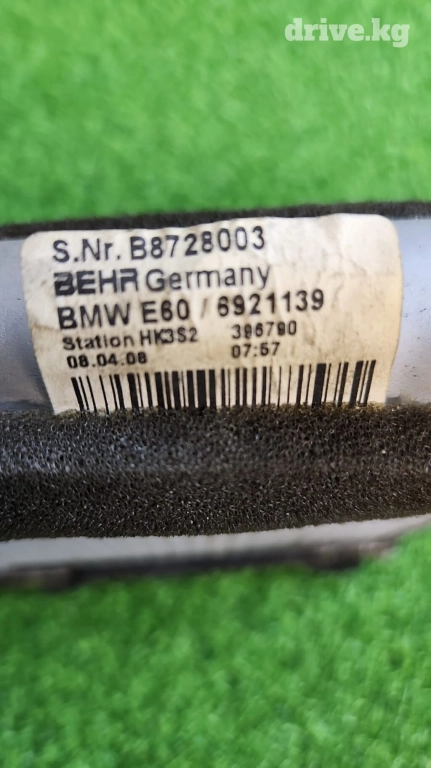 drive.kg
S.Nr. B8728003
BEHR Germany
BMW E60 / 6921139
Station HK3S2 396790
08.04.08 07:57